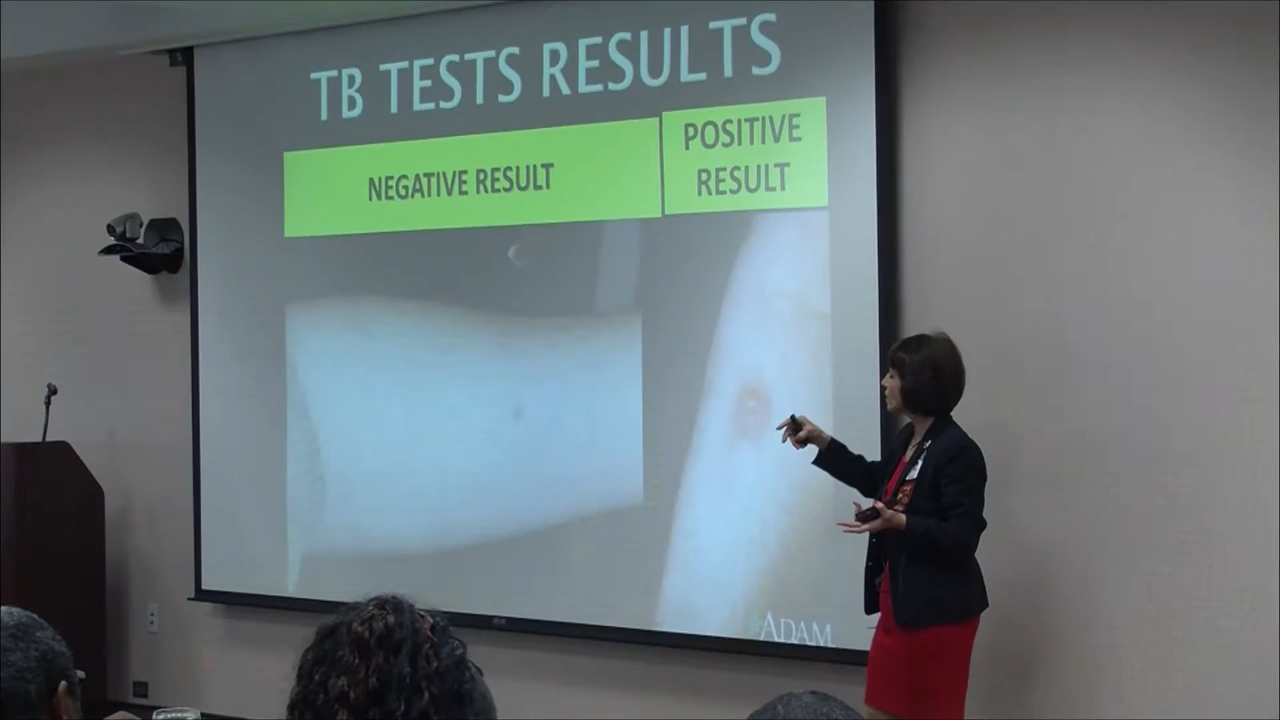 TB TESTS RESULTS
NEGATIVE RESULT
POSITIVE
RESULT
ADAM